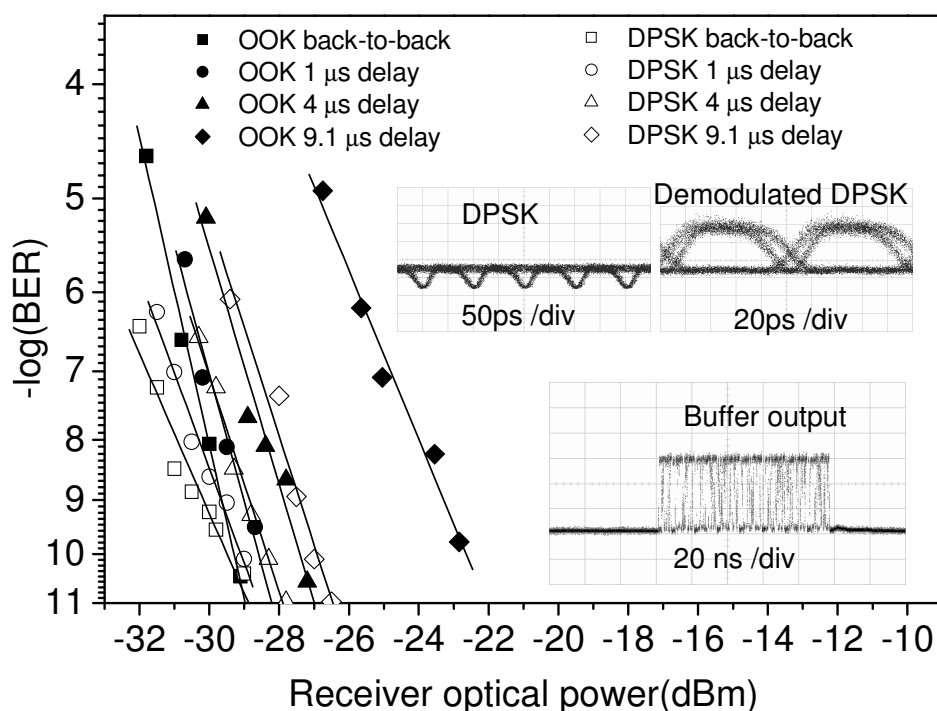 OOK back-to-back
OOK 1 μs delay
OOK 4 μs delay
OOK 9.1 μs delay
DPSK back-to-back
DPSK 1 μs delay
DPSK 4 μs delay
DPSK 9.1 μs delay
DPSK
50ps /div
Demodulated DPSK
20ps /div
Buffer output
20 ns /div
-log(BER)
4
5
6
7
8
9
10
11
-32 -30 -28 -26 -24 -22 -20 -18 -16 -14 -12 -10
Receiver optical power(dBm)